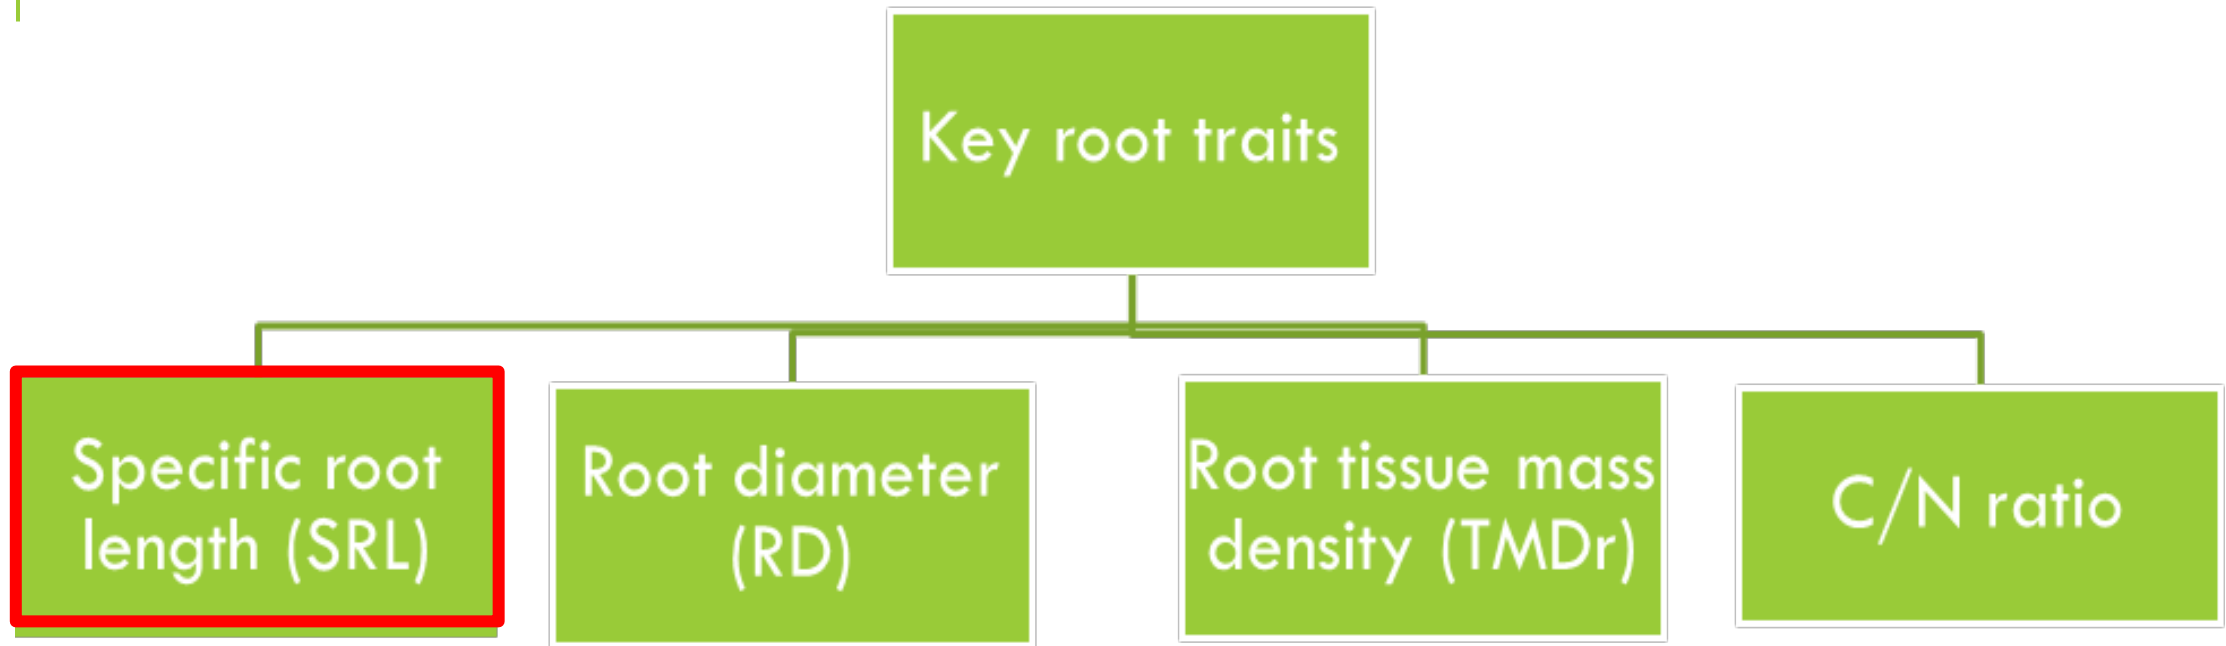 Key root traits
Specific root
length (SRL)
Root diameter
(RD)
Root tissue mass
density (TMDr)
C/N ratio